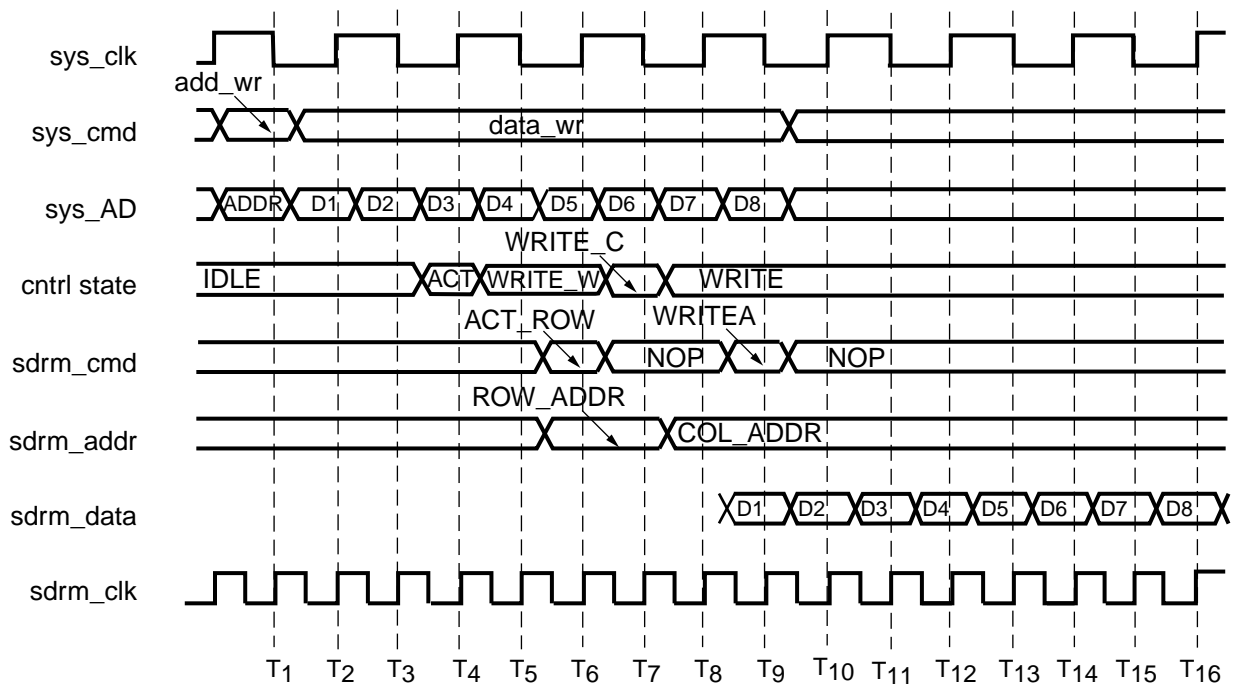 sys_clk
add_wr
sys_cmd data_wr
sys_AD ADDR D1 D2 D3 D4 D5 D6 D7 D8
WRITE_C
cntrl state IDLE ACT WRITE_W WRITE
ACT_ROW WRITEA
sdrm_cmd NOP NOP
ROW_ADDR
sdrm_addr COL_ADDR
sdrm_data D1 D2 D3 D4 D5 D6 D7 D8
sdrm_clk
T1 T2 T3 T4 T5 T6 T7 T8 T9 T10 T11 T12 T13 T14 T15 T16